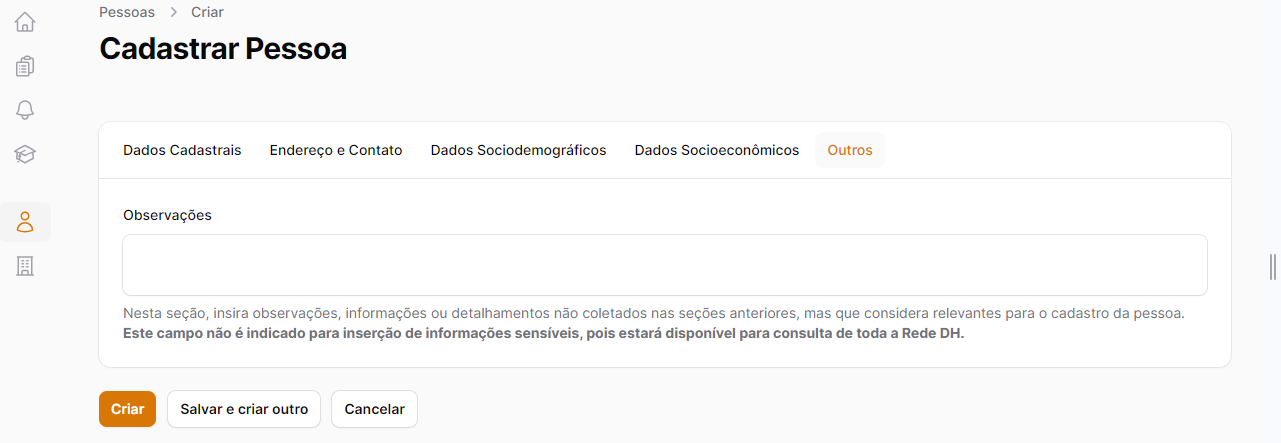 Pessoas > Criar
Cadastrar Pessoa
Dados Cadastrais Endereço e Contato Dados Sociodemográficos Dados Socioeconômicos Outros
Observações
Nesta seção, insira observações, informações ou detalhamentos não coletados nas seções anteriores, mas que considera relevantes para o cadastro da pessoa.
Este campo não é indicado para inserção de informações sensíveis, pois estará disponível para consulta de toda a Rede DH.
Criar Salvar e criar outro Cancelar